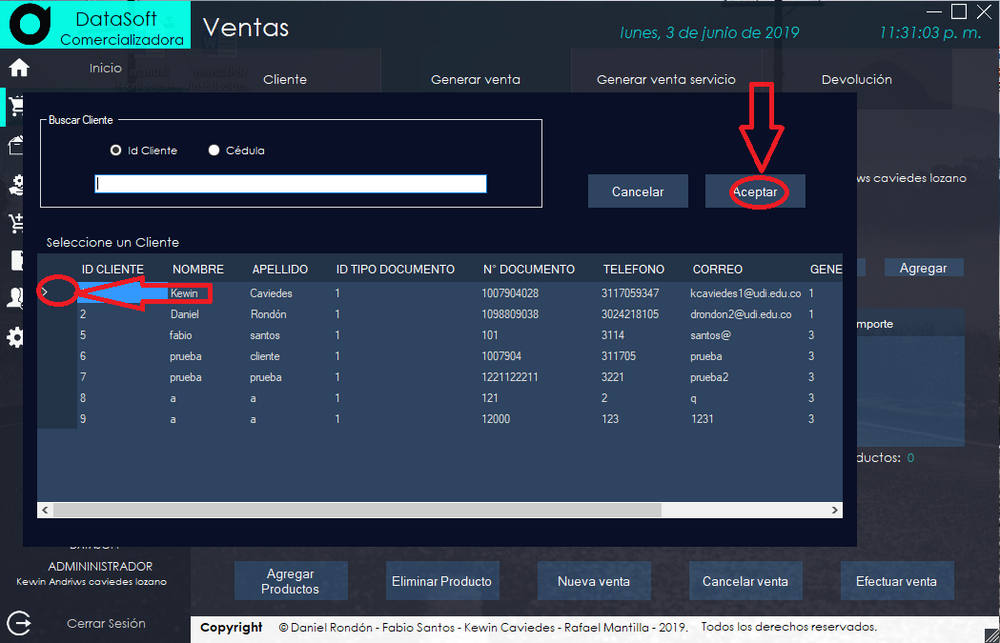 DataSoft
Comercializadora
Ventas
lunes, 3 de junio de 2019 11:31:03 p. m.
Inicio
Cliente Generar venta Generar venta servicio Devolución
Buscar Cliente
Id Cliente Cédula
Cancelar Aceptar
ws caviedes lozano
Seleccione un Cliente
Agregar
ID CLIENTE NOMBRE APELLIDO ID TIPO DOCUMENTO N° DOCUMENTO TELEFONO CORREO GENE
Kewin Caviedes 1 1007904028 3117059347 kcaviedes1@udi.edu.co 1
2 Daniel Rondón 1 1098809038 3024218105 drondon2@udi.edu.co 1
mporte
5 fabio santos 1 101 3114 santos@ 3
6 prueba cliente 1 1007904 311705 prueba 3
7 prueba prueba 1 1221122211 3221 prueba2 3
8 a a 1 121 2 q 3
9 a a 1 12000 123 1231 3
ductos: 0
ADMINISTRADOR
Kewin Andriws caviedes lozano
Agregar
Productos
Eliminar Producto
Nueva venta
Cancelar venta
Efectuar venta
Cerrar Sesión
Copyright © Daniel Rondón - Fabio Santos - Kewin Caviedes - Rafael Mantilla - 2019. Todos los derechos reservados.